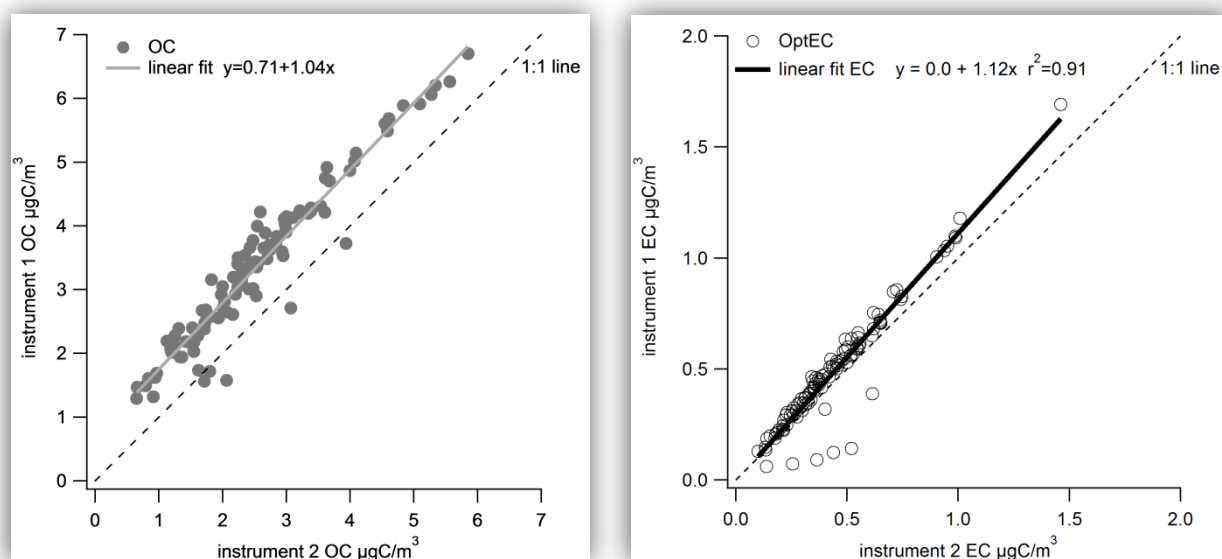 OC
linear fit y=0.71+1.04x
1:1 line
instrument 1 OC µgC/m³
7
6
5
4
3
2
1
0
0 1 2 3 4 5 6 7
instrument 2 OC µgC/m³
OptEC
linear fit EC y = 0.0 + 1.12x r²=0.91
1:1 line
instrument 1 EC µgC/m³
2.0
1.5
1.0
0.5
0.0
0.0 0.5 1.0 1.5 2.0
instrument 2 EC µgC/m³